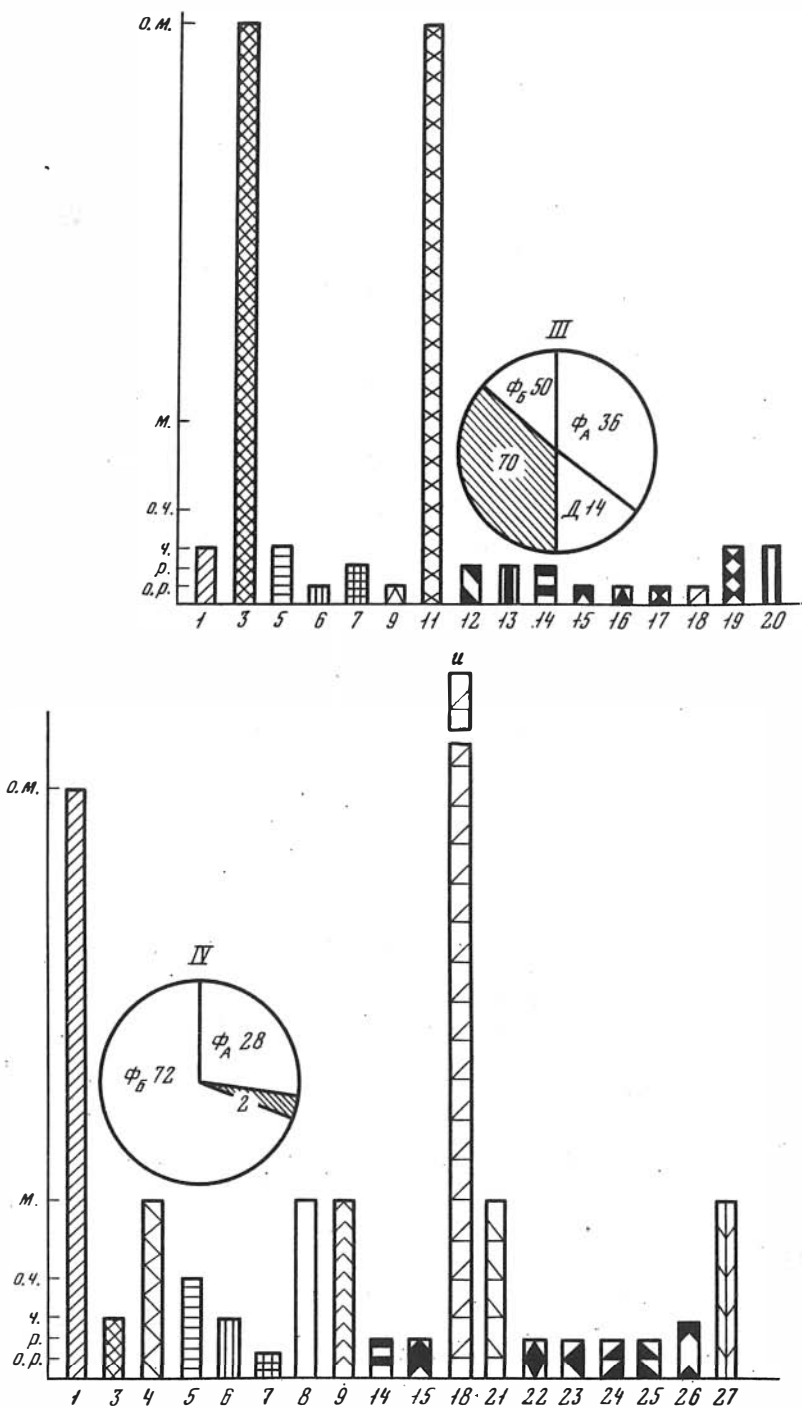 о.м.
III
Ф_Б 50
Ф_А 36
м.
70
о.ч.
Д 14
ч.
р.
о.р.
1 3 5 6 7 9 11 12 13 14 15 16 17 18 19 20
и
о.м.
IV
Ф_А 28
Ф_Б 72
2
м.
о.ч.
ч.
р.
о.р.
1 3 4 5 6 7 8 9 14 15 18 21 22 23 24 25 26 27